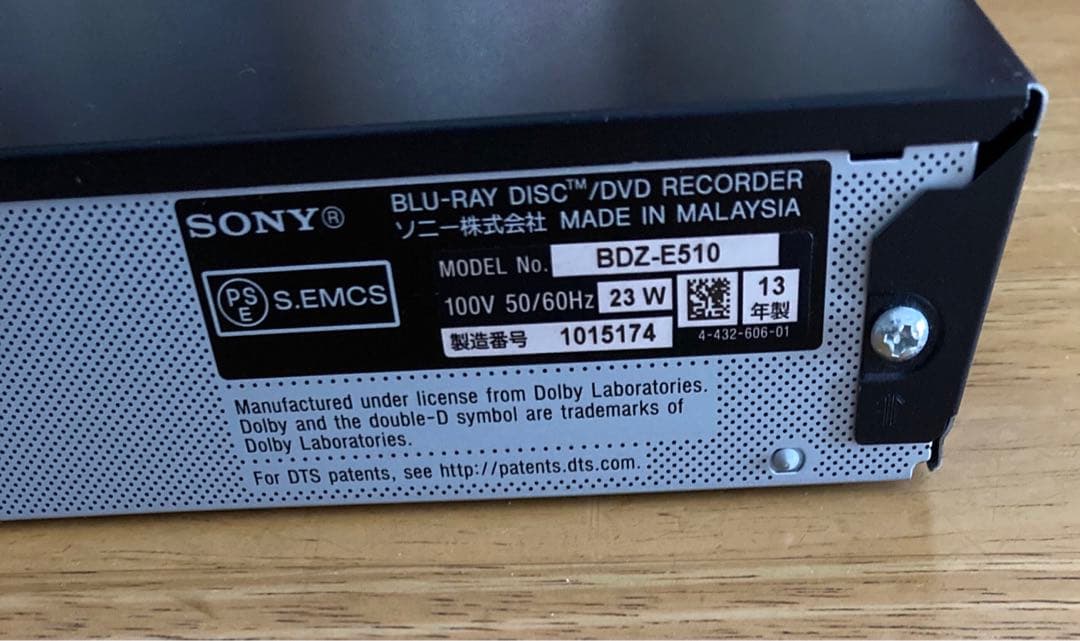 SONY®
BLU-RAY DISC™/DVD RECORDER
ソニー株式会社 MADE IN MALAYSIA
PS
E
S.EMCS
MODEL No. BDZ-E510
100V 50/60Hz 23 W
13
年製
製造番号 1015174
4-432-606-01
Manufactured under license from Dolby Laboratories.
Dolby and the double-D symbol are trademarks of
Dolby Laboratories.
For DTS patents, see http://patents.dts.com.